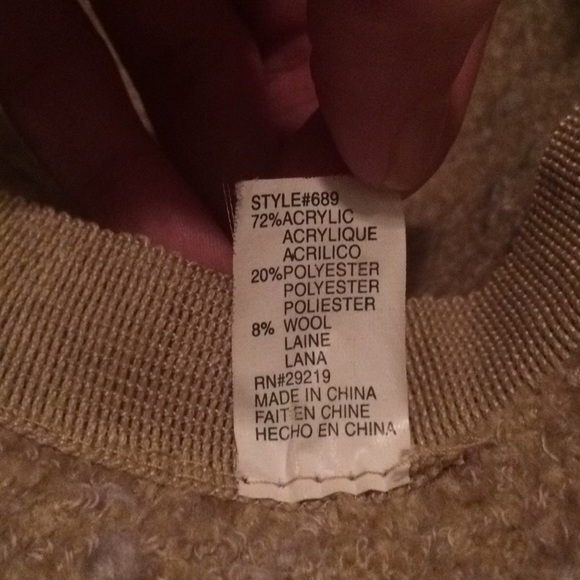 STYLE#689
72%ACRYLIC
ACRYLIQUE
ACRILICO
20%POLYESTER
POLYESTER
POLIESTER
8% WOOL
LAINE
LANA
RN#29219
MADE IN CHINA
FAIT EN CHINE
HECHO EN CHINA